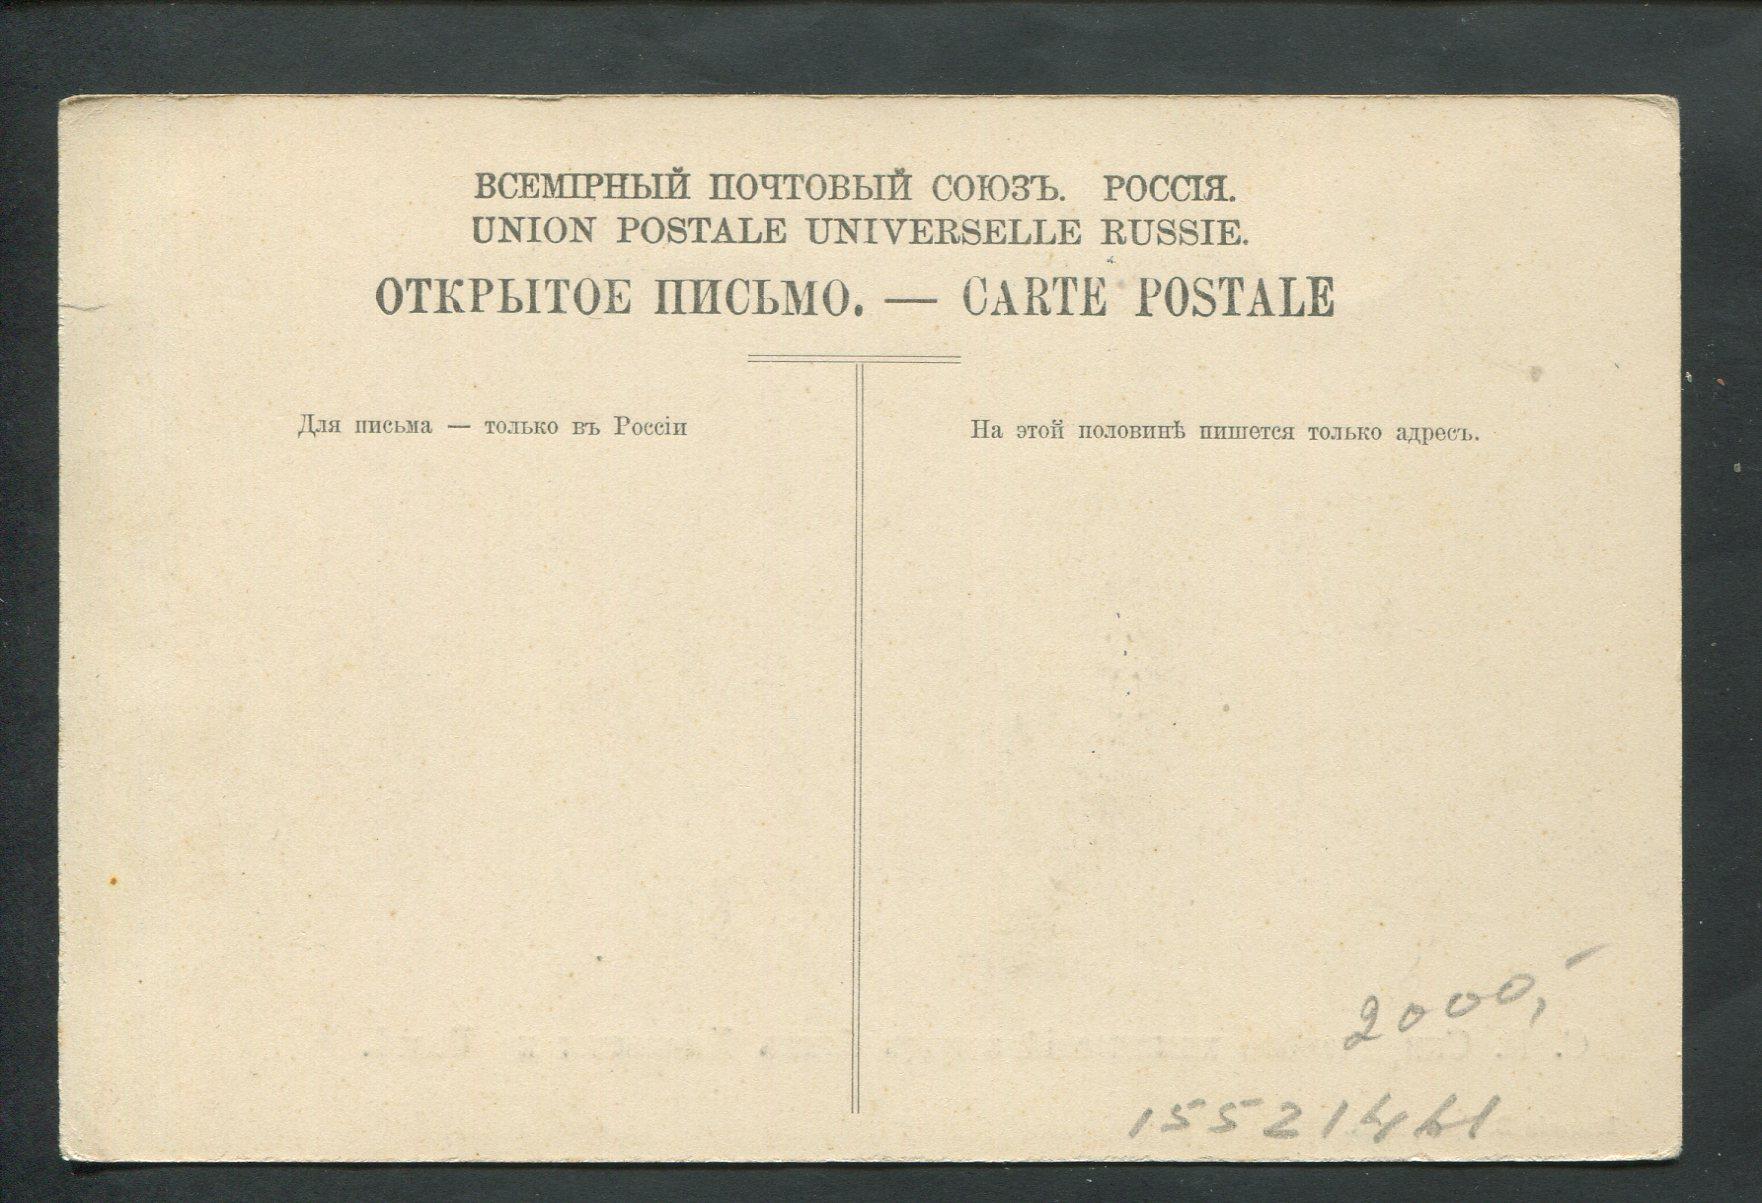 ВСЕМІРНЫЙ ПОЧТОВЫЙ СОЮЗЪ. РОССІЯ.
UNION POSTALE UNIVERSELLE RUSSIE.
ОТКРЫТОЕ ПИСЬМО. — CARTE POSTALE
Для письма — только въ Россіи
На этой половинѣ пишется только адресъ.
2000,-